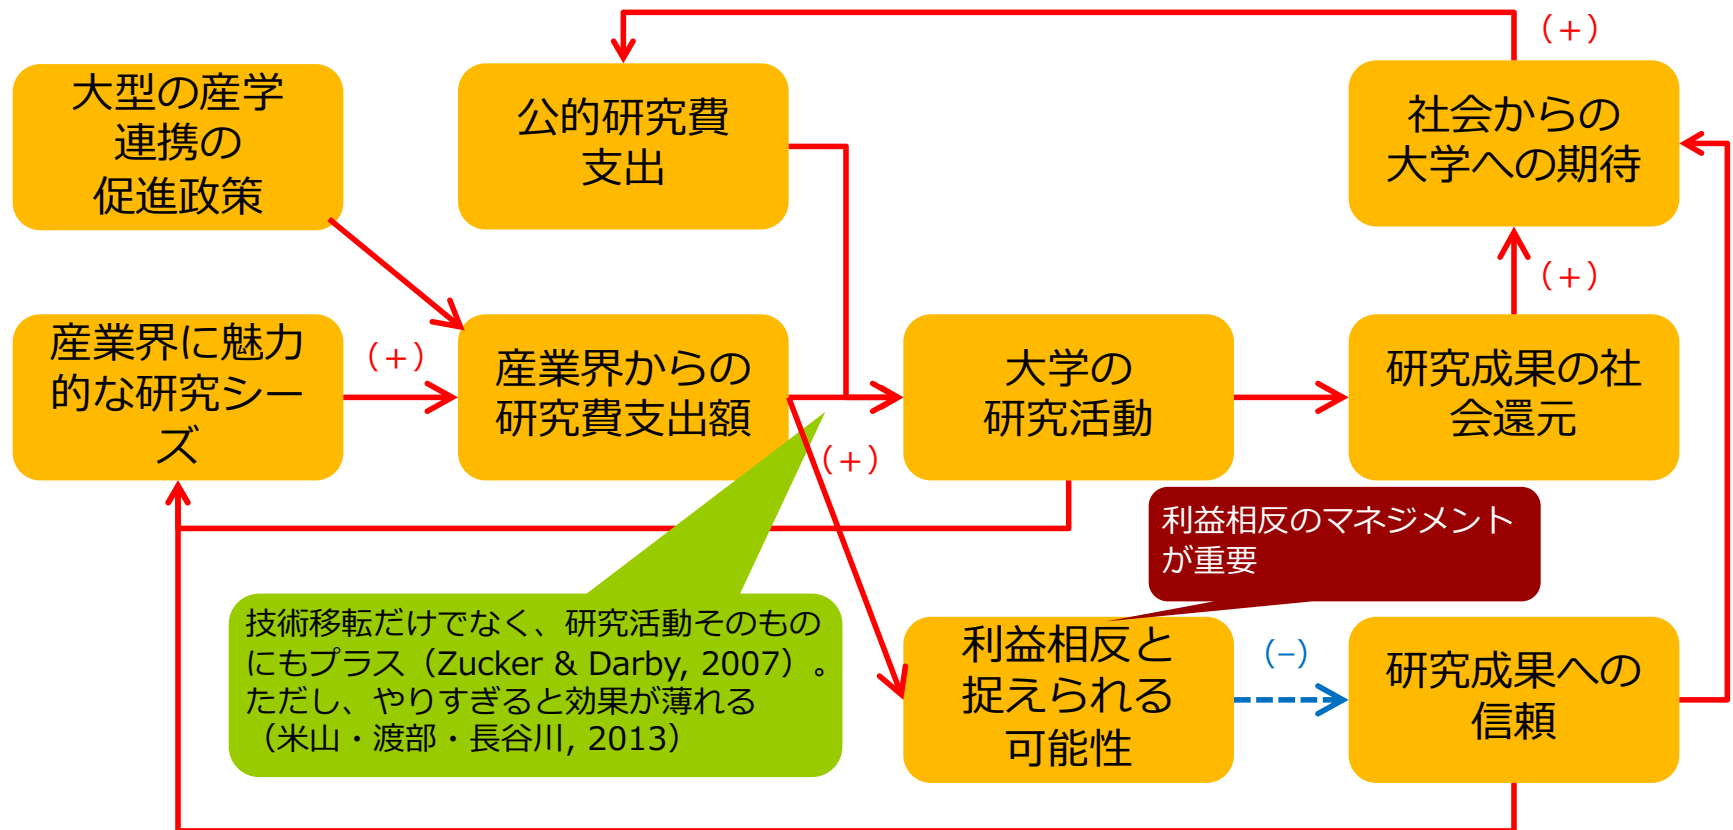 （+）
大型の産学
連携の
促進政策
公的研究費
支出
社会からの
大学への期待
（+）
産業界に魅力
的な研究シー
ズ
（+）
産業界からの
研究費支出額
大学の
研究活動
研究成果の社
会還元
（+）
利益相反のマネジメント
が重要
技術移転だけでなく、研究活動そのもの
にもプラス（Zucker & Darby, 2007）。
ただし、やりすぎると効果が薄れる
（米山・渡部・長谷川, 2013）
利益相反と
捉えられる
可能性
（−）
研究成果への
信頼